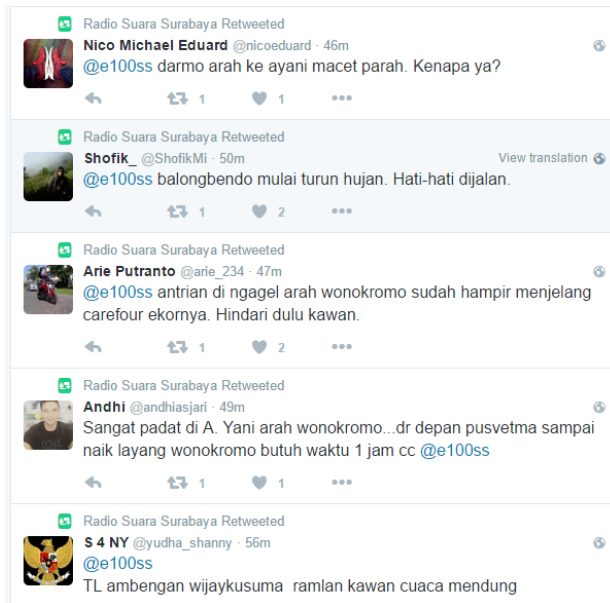 Radio Suara Surabaya Retweeted
Nico Michael Eduard @nicoeduard · 46m
@e100ss darmo arah ke ayani macet parah. Kenapa ya?
1 1
Radio Suara Surabaya Retweeted
Shofik_ @ShofikMi · 50m View translation
@e100ss balongbendo mulai turun hujan. Hati-hati dijalan.
1 2
Radio Suara Surabaya Retweeted
Arie Putranto @arie_234 · 47m
@e100ss antrian di ngagel arah wonokromo sudah hampir menjelang
carefour ekornya. Hindari dulu kawan.
1 2
Radio Suara Surabaya Retweeted
Andhi @andhiasjari · 49m
Sangat padat di A. Yani arah wonokromo...dr depan pusvetma sampai
naik layang wonokromo butuh waktu 1 jam cc @e100ss
1 1
Radio Suara Surabaya Retweeted
S 4 NY @yudha_shanny · 56m
@e100ss
TL ambengan wijaykusuma ramlan kawan cuaca mendung